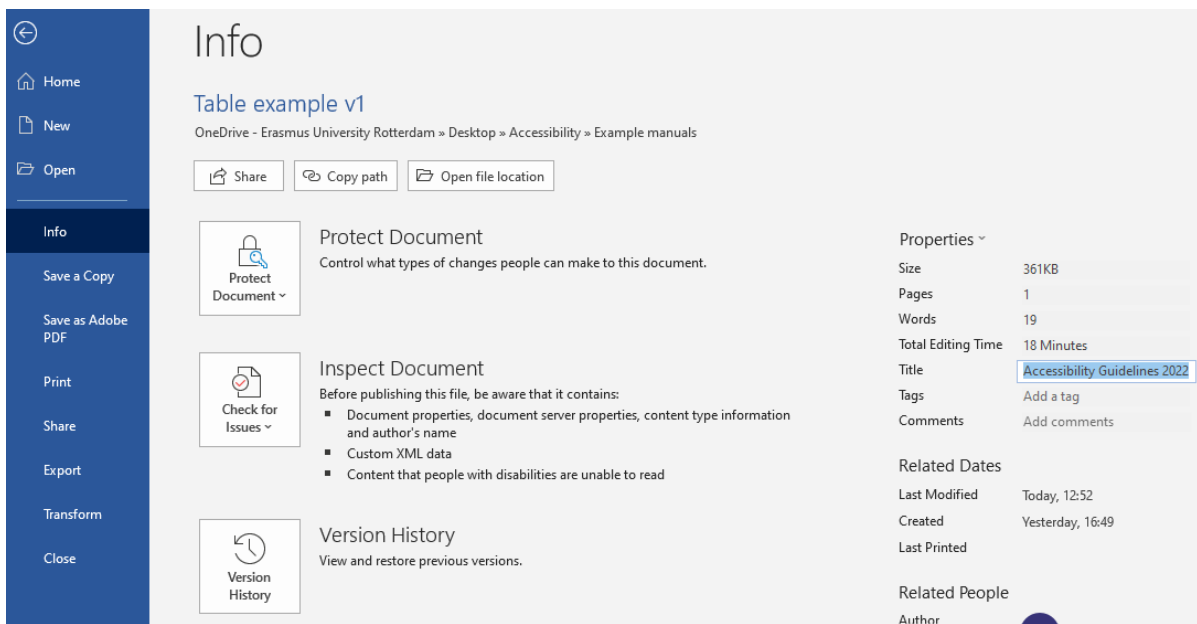 Info
Home
New
Open
Info
Save a Copy
Save as Adobe
PDF
Print
Share
Export
Transform
Close
Table example v1
OneDrive - Erasmus University Rotterdam » Desktop » Accessibility » Example manuals
Share
Copy path
Open file location
Protect
Document
Protect Document
Control what types of changes people can make to this document.
Check for
Issues
Inspect Document
Before publishing this file, be aware that it contains:
Document properties, document server properties, content type information
and author's name
Custom XML data
Content that people with disabilities are unable to read
Version
History
Version History
View and restore previous versions.
Properties
Size 361KB
Pages 1
Words 19
Total Editing Time 18 Minutes
Title Accessibility Guidelines 2022
Tags Add a tag
Comments Add comments
Related Dates
Last Modified Today, 12:52
Created Yesterday, 16:49
Last Printed
Related People
Author